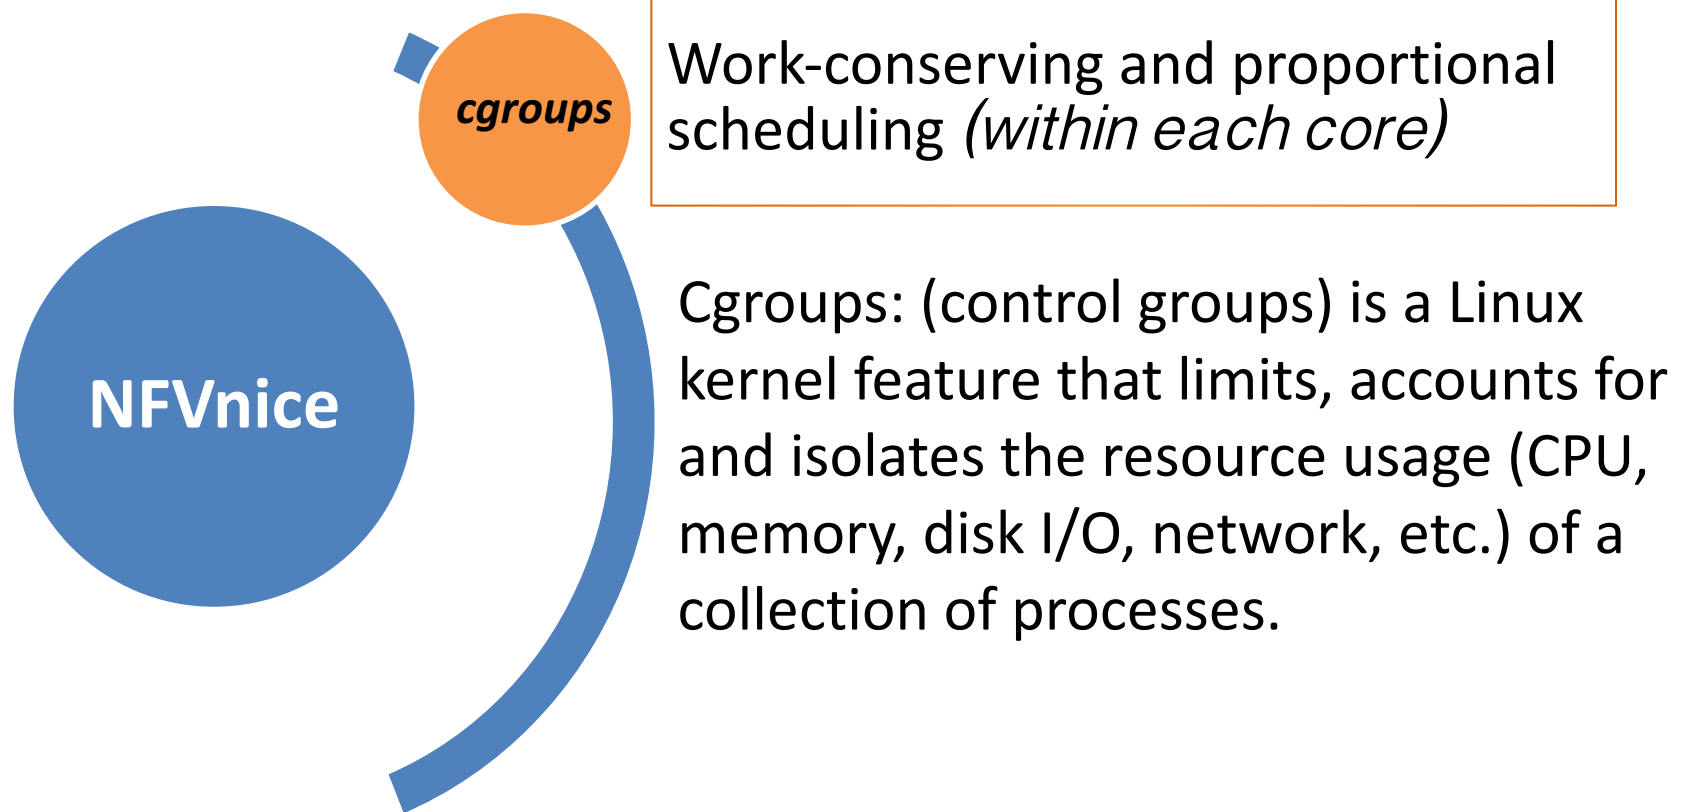 cgroups
Work-conserving and proportional
scheduling (within each core)
NFVnice
Cgroups: (control groups) is a Linux
kernel feature that limits, accounts for
and isolates the resource usage (CPU,
memory, disk I/O, network, etc.) of a
collection of processes.